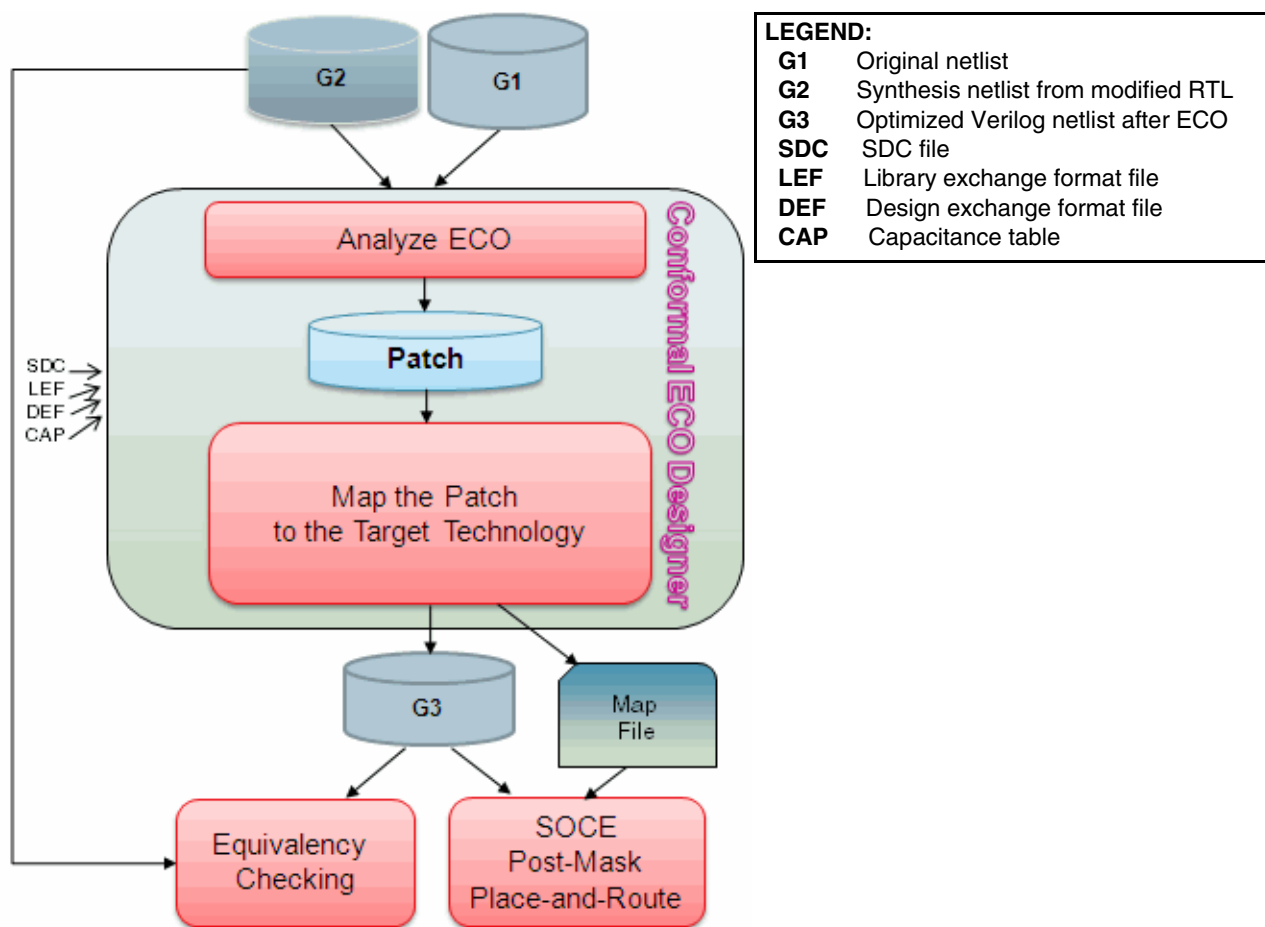 G2
G1
LEGEND:
G1 Original netlist
G2 Synthesis netlist from modified RTL
G3 Optimized Verilog netlist after ECO
SDC SDC file
LEF Library exchange format file
DEF Design exchange format file
CAP Capacitance table
Analyze ECO
Conformal ECO Designer
Patch
SDC
LEF
DEF
CAP
Map the Patch
to the Target Technology
G3
Map
File
Equivalency
Checking
SOCE
Post-Mask
Place-and-Route